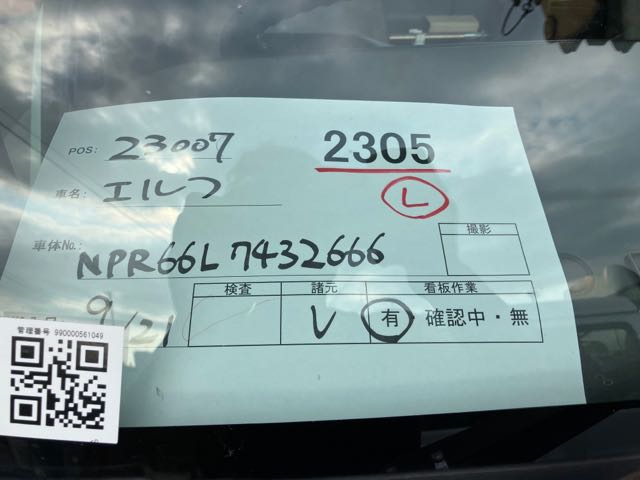 POS: 23007
2305
車名: エルフ
L
車体No.: NPR66L 7432666
撮影
9/21
検査 諸元 看板作業
レ 有 確認中・無
管理番号 990000561049